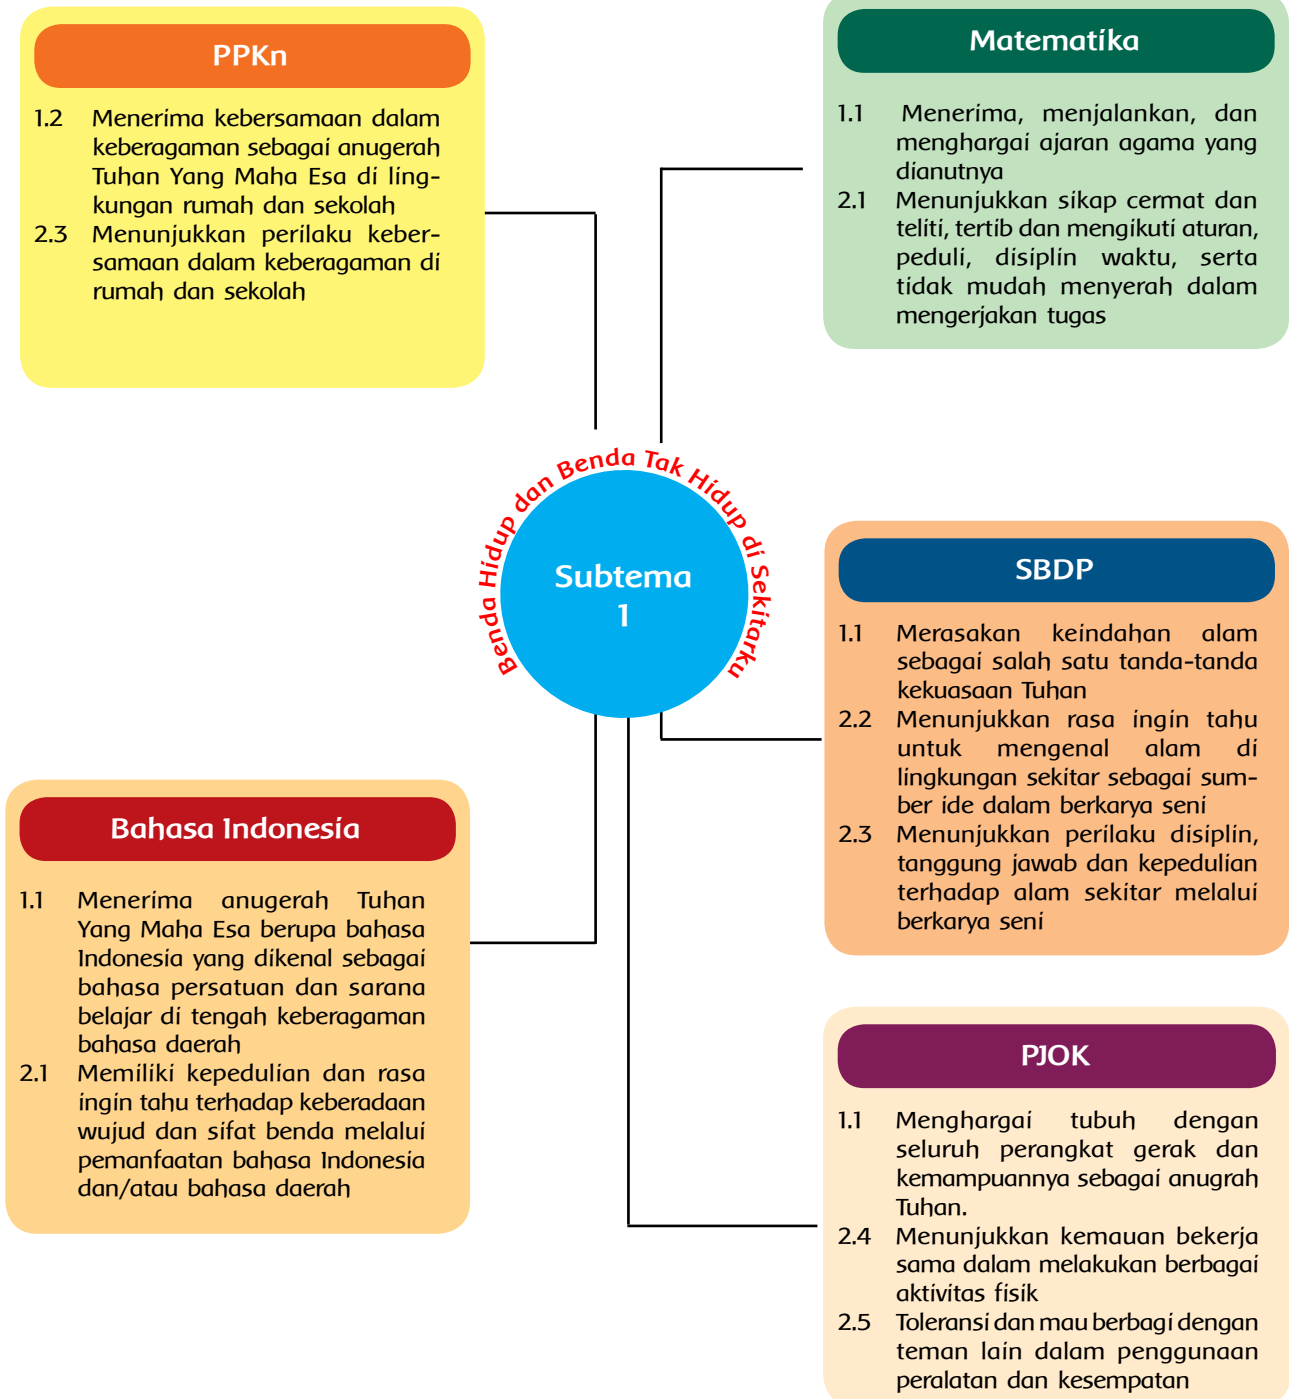 PPKn
1.2 Menerima kebersamaan dalam
keberagaman sebagai anugerah
Tuhan Yang Maha Esa di ling-
kungan rumah dan sekolah
2.3 Menunjukkan perilaku keber-
samaan dalam keberagaman di
rumah dan sekolah
Matematika
1.1 Menerima, menjalankan, dan
menghargai ajaran agama yang
dianutnya
2.1 Menunjukkan sikap cermat dan
teliti, tertib dan mengikuti aturan,
peduli, disiplin waktu, serta
tidak mudah menyerah dalam
mengerjakan tugas
Benda Hidup dan Benda Tak Hidup di Sekitarku
Subtema
1
SBDP
1.1 Merasakan keindahan alam
sebagai salah satu tanda-tanda
kekuasaan Tuhan
2.2 Menunjukkan rasa ingin tahu
untuk mengenal alam di
lingkungan sekitar sebagai sum-
ber ide dalam berkarya seni
2.3 Menunjukkan perilaku disiplin,
tanggung jawab dan kepedulian
terhadap alam sekitar melalui
berkarya seni
Bahasa Indonesia
1.1 Menerima anugerah Tuhan
Yang Maha Esa berupa bahasa
Indonesia yang dikenal sebagai
bahasa persatuan dan sarana
belajar di tengah keberagaman
bahasa daerah
2.1 Memiliki kepedulian dan rasa
ingin tahu terhadap keberadaan
wujud dan sifat benda melalui
pemanfaatan bahasa Indonesia
dan/atau bahasa daerah
PJOK
1.1 Menghargai tubuh dengan
seluruh perangkat gerak dan
kemampuannya sebagai anugrah
Tuhan.
2.4 Menunjukkan kemauan bekerja
sama dalam melakukan berbagai
aktivitas fisik
2.5 Toleransi dan mau berbagi dengan
teman lain dalam penggunaan
peralatan dan kesempatan